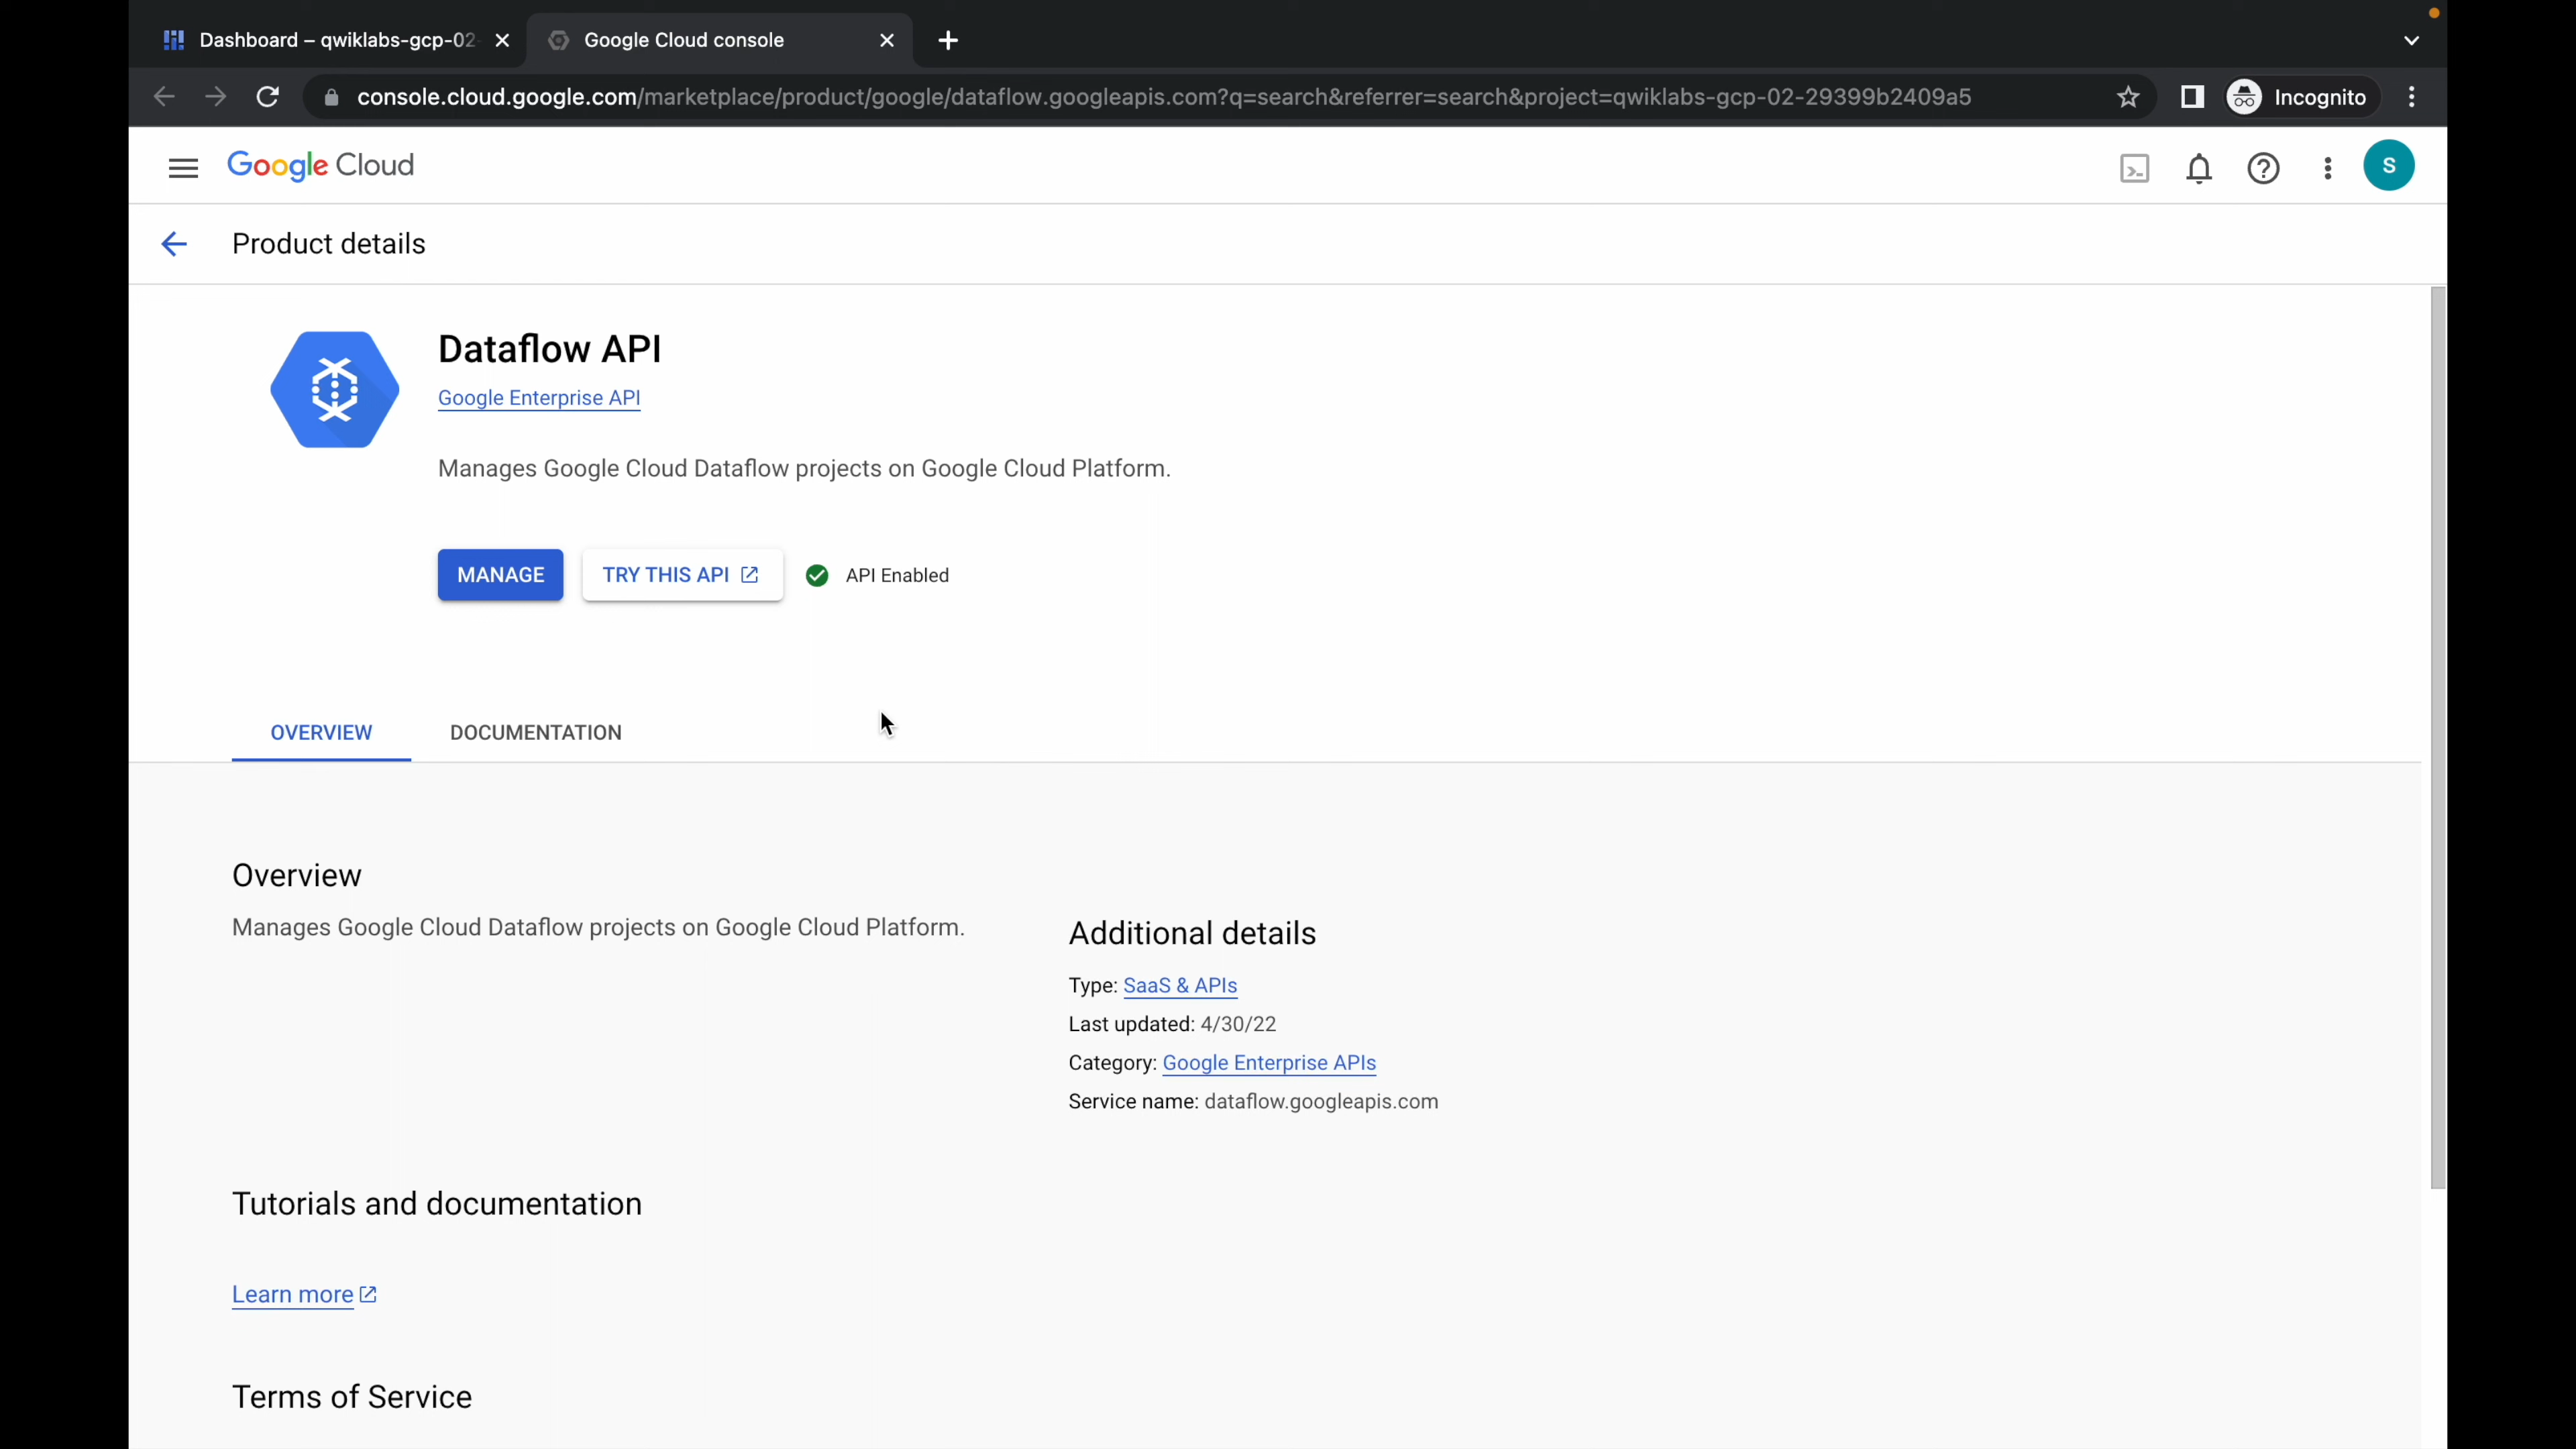 Dashboard – qwiklabs-gcp-02-
Google Cloud console
console.cloud.google.com/marketplace/product/google/dataflow.googleapis.com?q=search&referrer=search&project=qwiklabs-gcp-02-29399b2409a5
Incognito
Google Cloud
S
Product details
Dataflow API
Google Enterprise API
Manages Google Cloud Dataflow projects on Google Cloud Platform.
MANAGE
TRY THIS API
API Enabled
OVERVIEW
DOCUMENTATION
Overview
Manages Google Cloud Dataflow projects on Google Cloud Platform.
Additional details
Type: SaaS & APIs
Last updated: 4/30/22
Category: Google Enterprise APIs
Service name: dataflow.googleapis.com
Tutorials and documentation
Learn more
Terms of Service